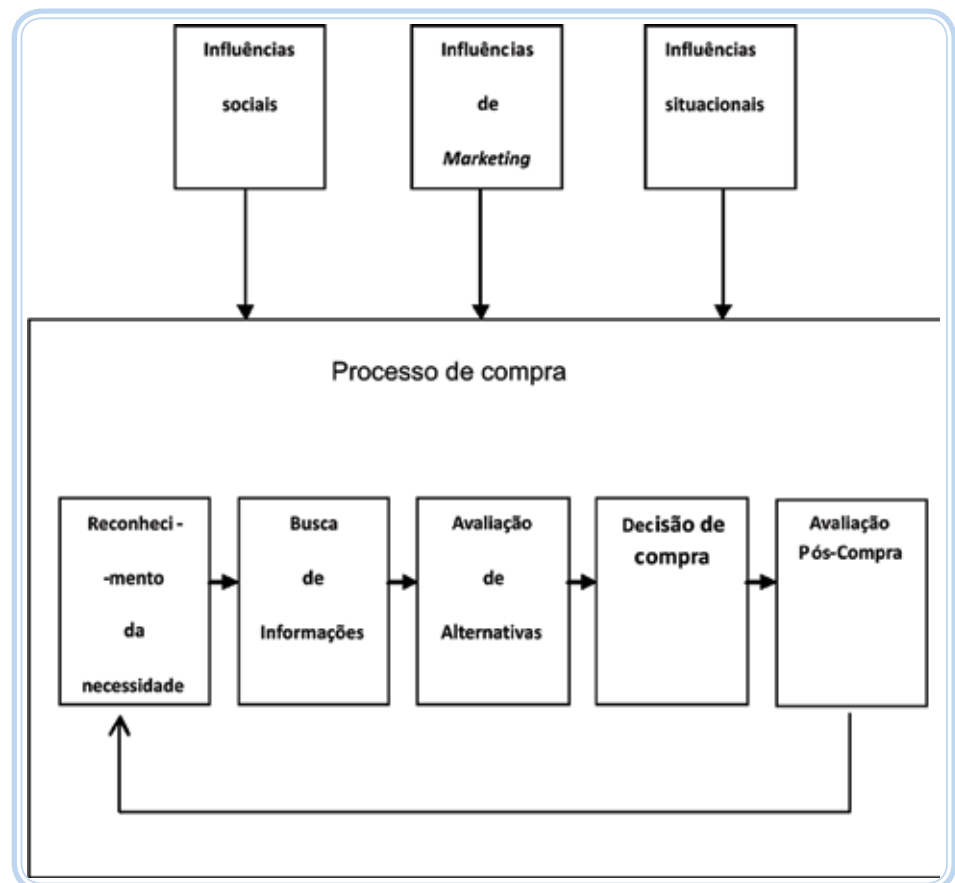 Influências
sociais
Influências
de
Marketing
Influências
situacionais
Processo de compra
Reconheci -
-mento
da
necessidade
Busca
de
Informações
Avaliação
de
Alternativas
Decisão de
compra
Avaliação
Pós-Compra